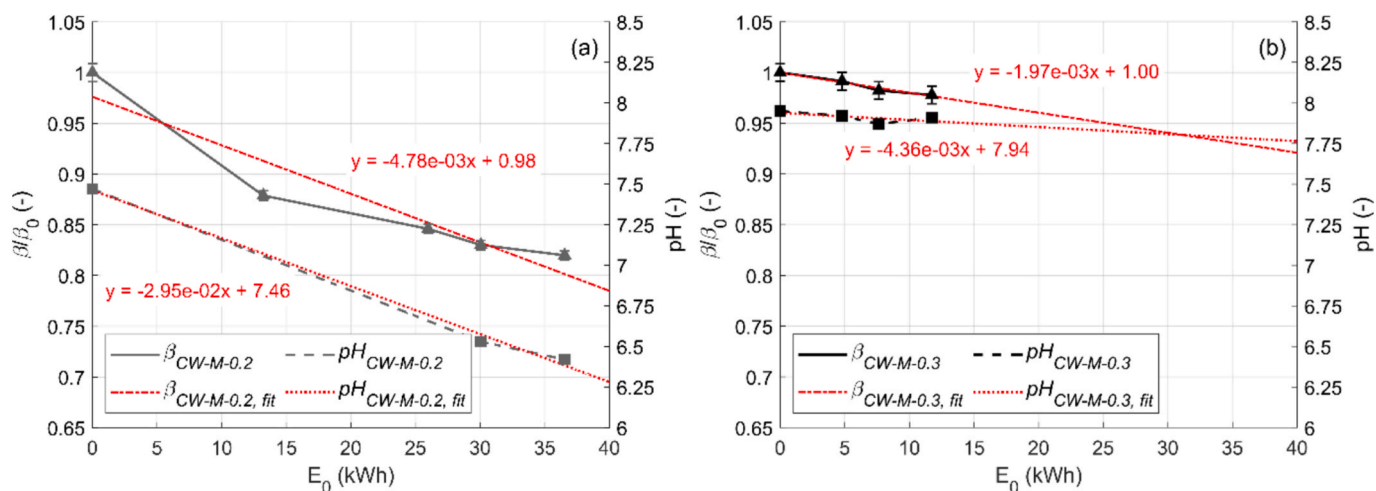 (a)
β/β0 (-)
1.05
1
0.95
0.9
0.85
0.8
0.75
0.7
0.65
y = -4.78e-03x + 0.98
y = -2.95e-02x + 7.46
βCW-M-0.2
pHCW-M-0.2
βCW-M-0.2, fit
pHCW-M-0.2, fit
8.5
8.25
8
7.75
7.5
7.25
7
6.75
6.5
6.25
6
pH (-)
0 5 10 15 20 25 30 35 40
E0 (kWh)
(b)
β/β0 (-)
1.05
1
0.95
0.9
0.85
0.8
0.75
0.7
0.65
y = -1.97e-03x + 1.00
y = -4.36e-03x + 7.94
βCW-M-0.3
pHCW-M-0.3
βCW-M-0.3, fit
pHCW-M-0.3, fit
8.5
8.25
8
7.75
7.5
7.25
7
6.75
6.5
6.25
6
pH (-)
0 5 10 15 20 25 30 35 40
E0 (kWh)